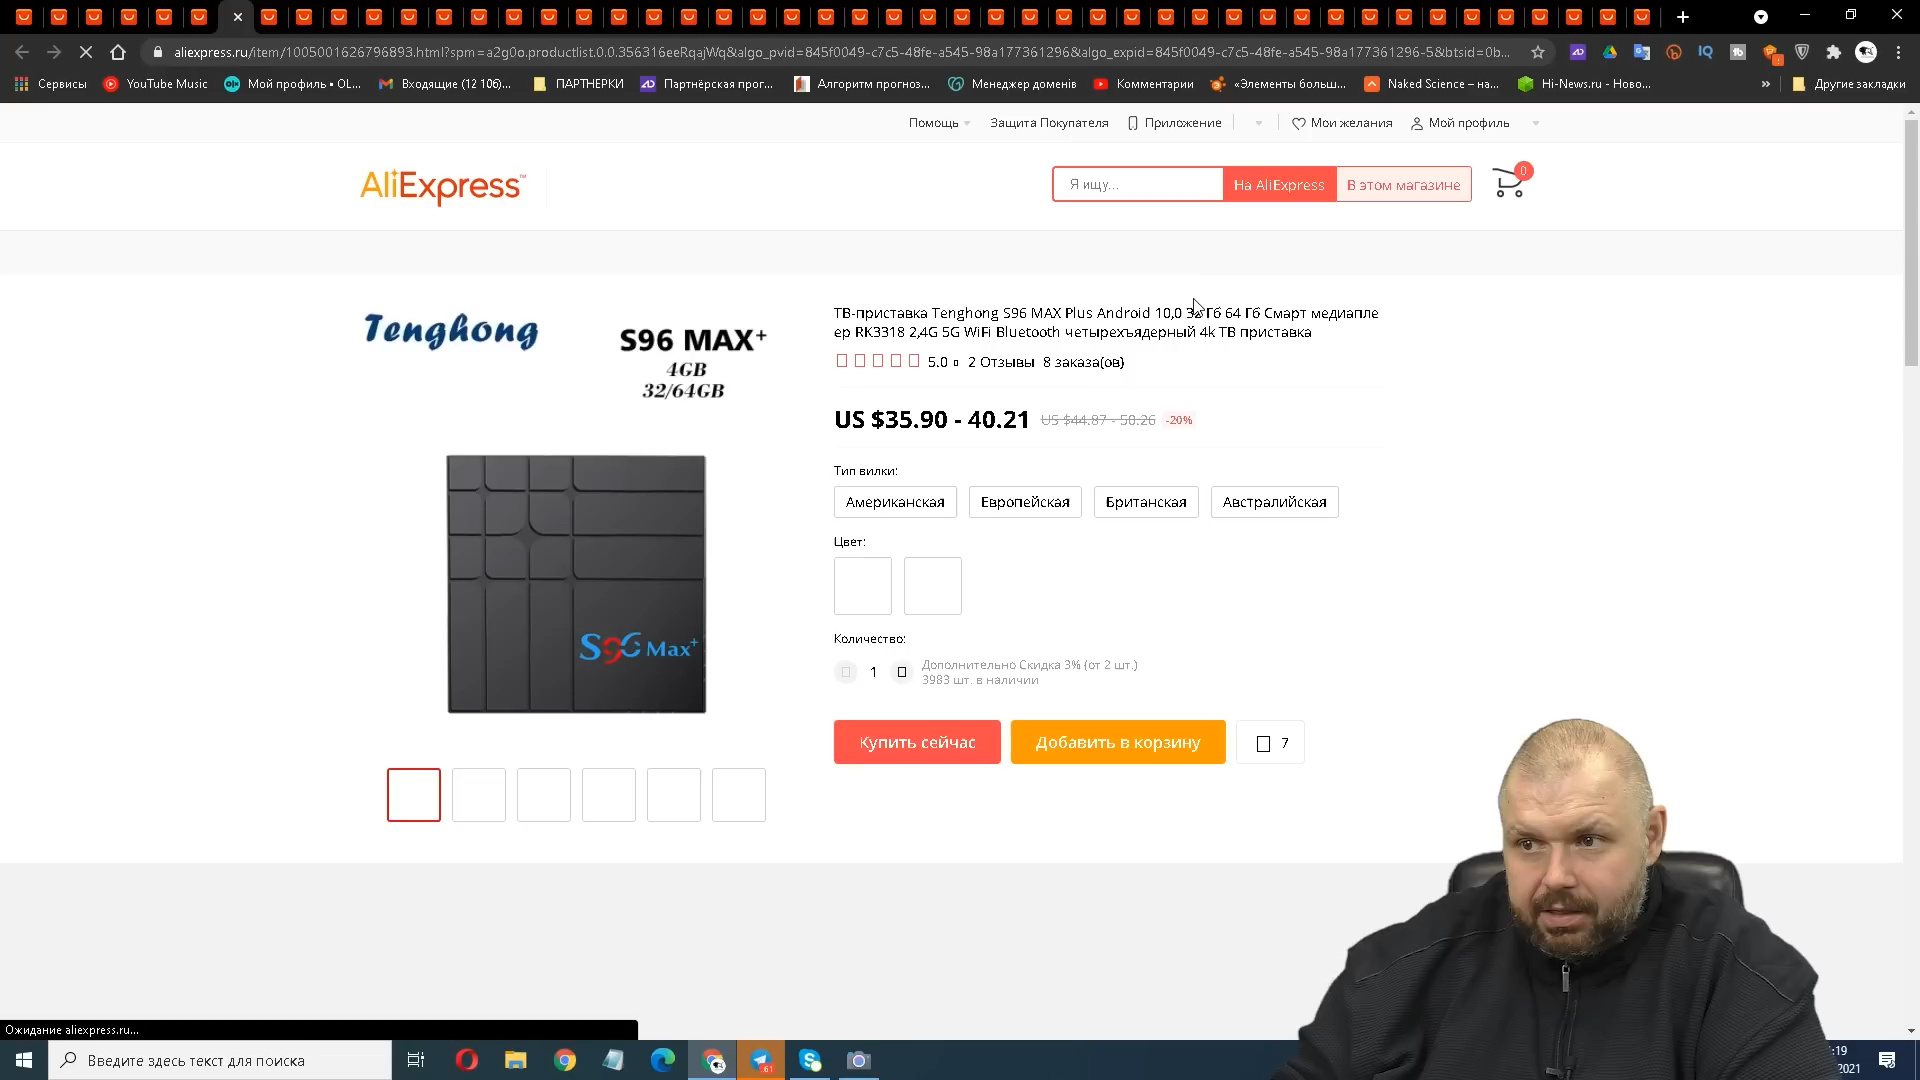 aliexpress.ru/item/1005001626796893.html?spm=a2g0o.productlist.0.0.356316eeRqajWq&algo_pvid=845f0049-c7c5-48fe-a545-98a177361296&algo_expid=845f0049-c7c5-48fe-a545-98a177361296-5&btsid=0b...
Сервисы YouTube Music Мой профиль • OL... Входящие (12 106)... ПАРТНЕРКИ Партнёрская прог... Алгоритм прогноз... Менеджер доменів Комментарии «Элементы больш... Naked Science – на... Hi-News.ru - Ново... » Другие закладки
Помощь Защита Покупателя Приложение Мои желания Мой профиль
AliExpress™ Я ищу... На AliExpress В этом магазине 0
Tenghong
S96 MAX+
4GB
32/64GB
S96 Max+
ТВ-приставка Tenghong S96 MAX Plus Android 10,0 Гб 64 Гб Смарт медиапле
ер RK3318 2,4G 5G WiFi Bluetooth четырехъядерный 4k ТВ приставка
5.0 2 Отзывы 8 заказа(ов)
US $35.90 - 40.21 US $44.87 - 50.26 -20%
Тип вилки:
Американская Европейская Британская Австралийская
Цвет:
Количество:
1 Дополнительно Скидка 3% (от 2 шт.)
3983 шт. в наличии
Купить сейчас Добавить в корзину 7
Ожидание aliexpress.ru...
Введите здесь текст для поиска
:19
2021